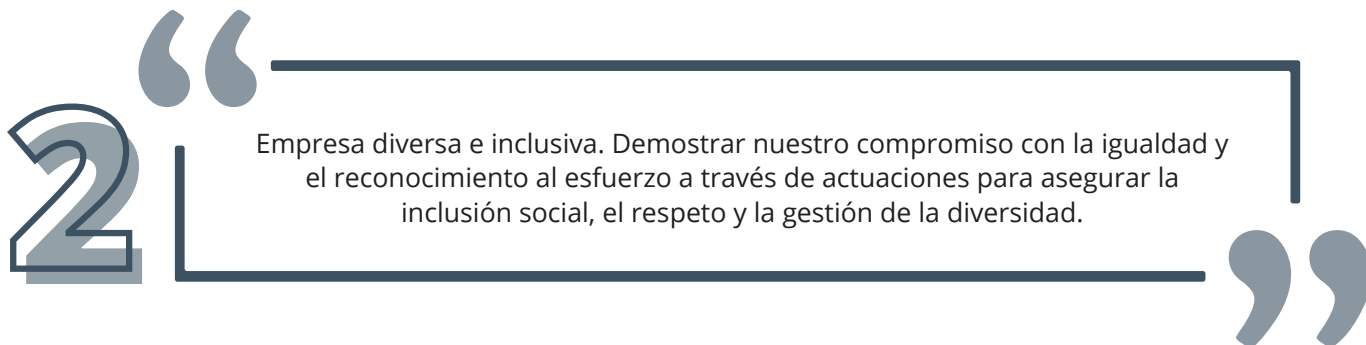 2
Empresa diversa e inclusiva. Demostrar nuestro compromiso con la igualdad y
el reconocimiento al esfuerzo a través de actuaciones para asegurar la
inclusión social, el respeto y la gestión de la diversidad.